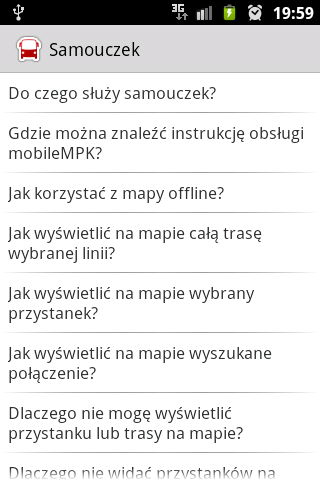 3G
19:59
Samouczek
Do czego służy samouczek?
Gdzie można znaleźć instrukcję obsługi
mobileMPK?
Jak korzystać z mapy offline?
Jak wyświetlić na mapie całą trasę
wybranej linii?
Jak wyświetlić na mapie wybrany
przystanek?
Jak wyświetlić na mapie wyszukane
połączenie?
Dlaczego nie mogę wyświetlić
przystanku lub trasy na mapie?
Dlaczego nie widać przystanków na